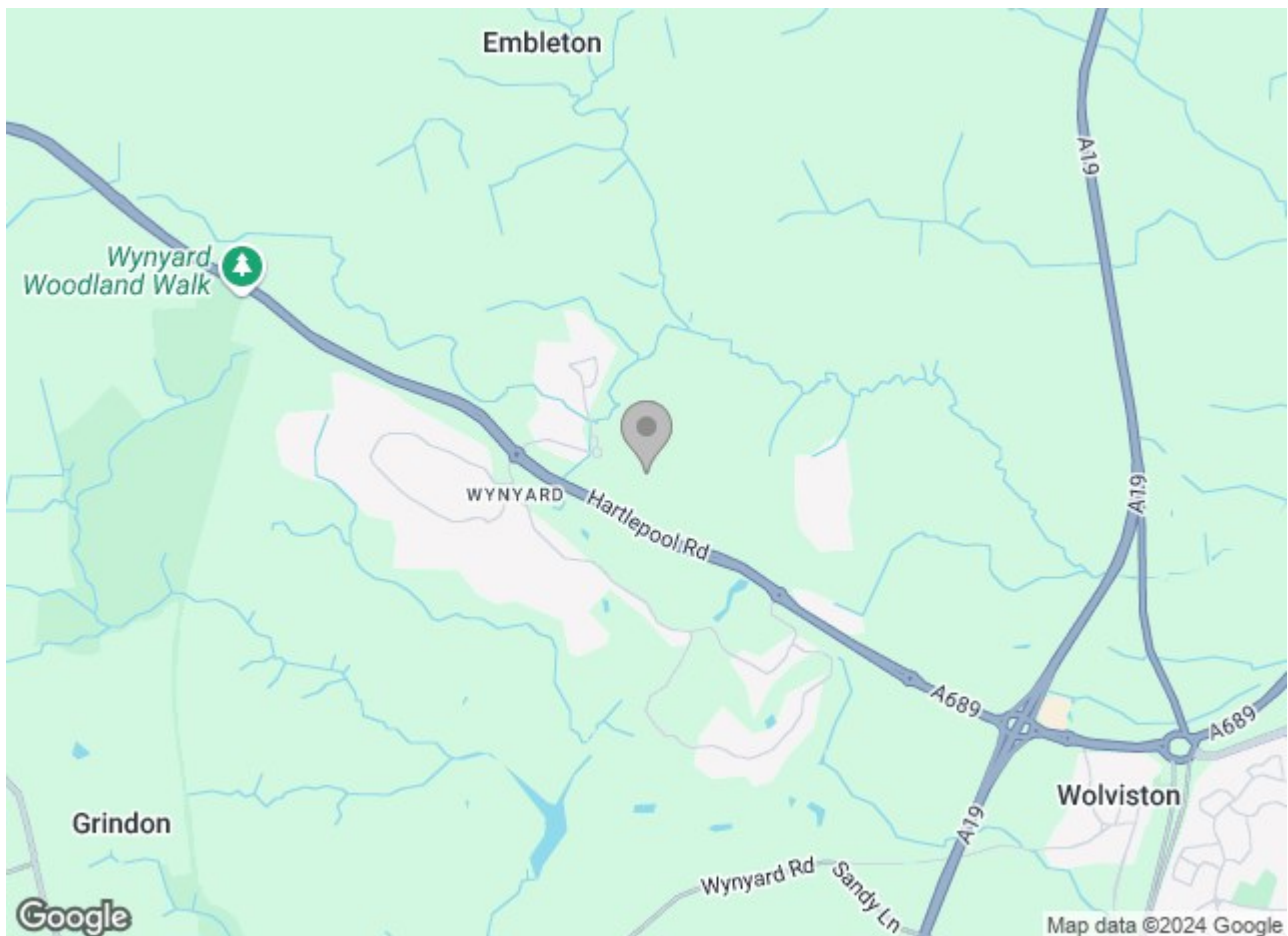 Embleton
A19
Wynyard
Woodland Walk
WYNYARD
Hartlepool Rd
A19
A689
A689
Wolviston
Grindon
A19
Wynyard Rd
Sandy Ln
Google
Map data ©2024 Google